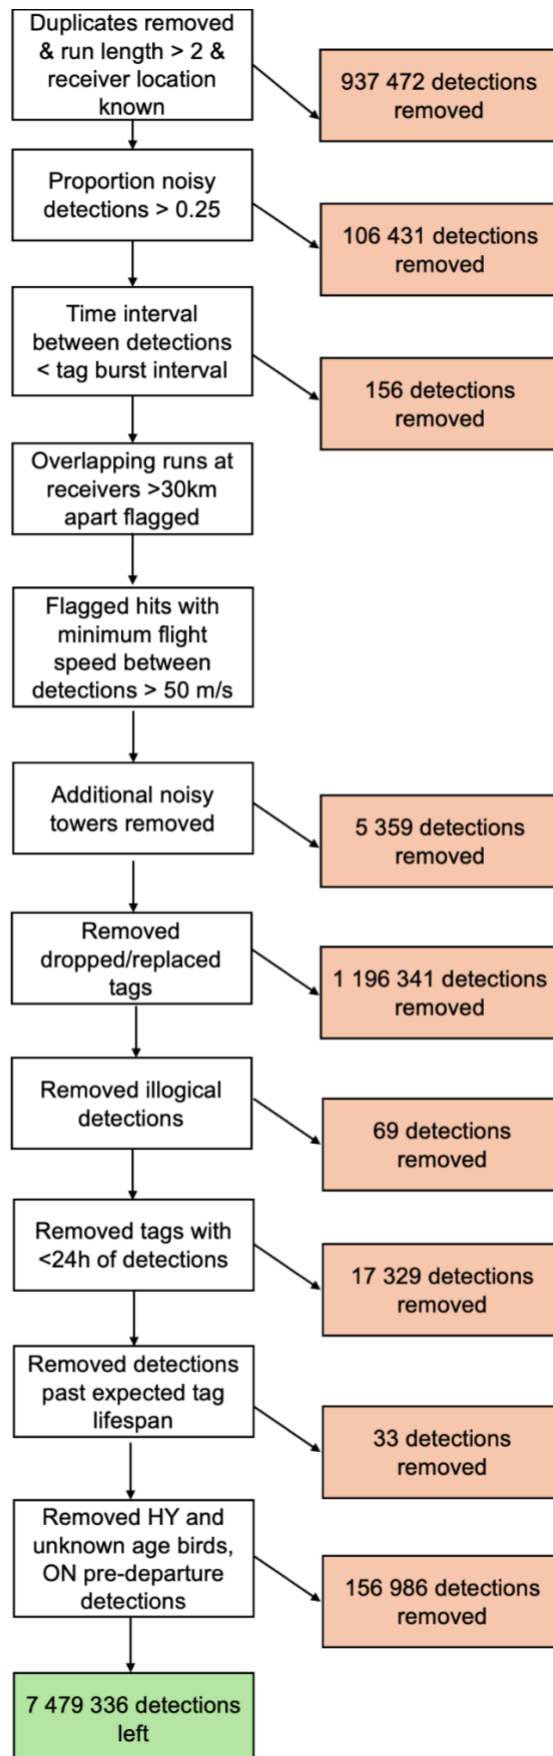 Duplicates removed
& run length > 2 &
receiver location
known
937 472 detections
removed
Proportion noisy
detections > 0.25
106 431 detections
removed
Time interval
between detections
< tag burst interval
156 detections
removed
Overlapping runs at
receivers >30km
apart flagged
Flagged hits with
minimum flight
speed between
detections > 50 m/s
Additional noisy
towers removed
5 359 detections
removed
Removed
dropped/replaced
tags
1 196 341 detections
removed
Removed illogical
detections
69 detections
removed
Removed tags with
<24h of detections
17 329 detections
removed
Removed detections
past expected tag
lifespan
33 detections
removed
Removed HY and
unknown age birds,
ON pre-departure
detections
156 986 detections
removed
7 479 336 detections
left